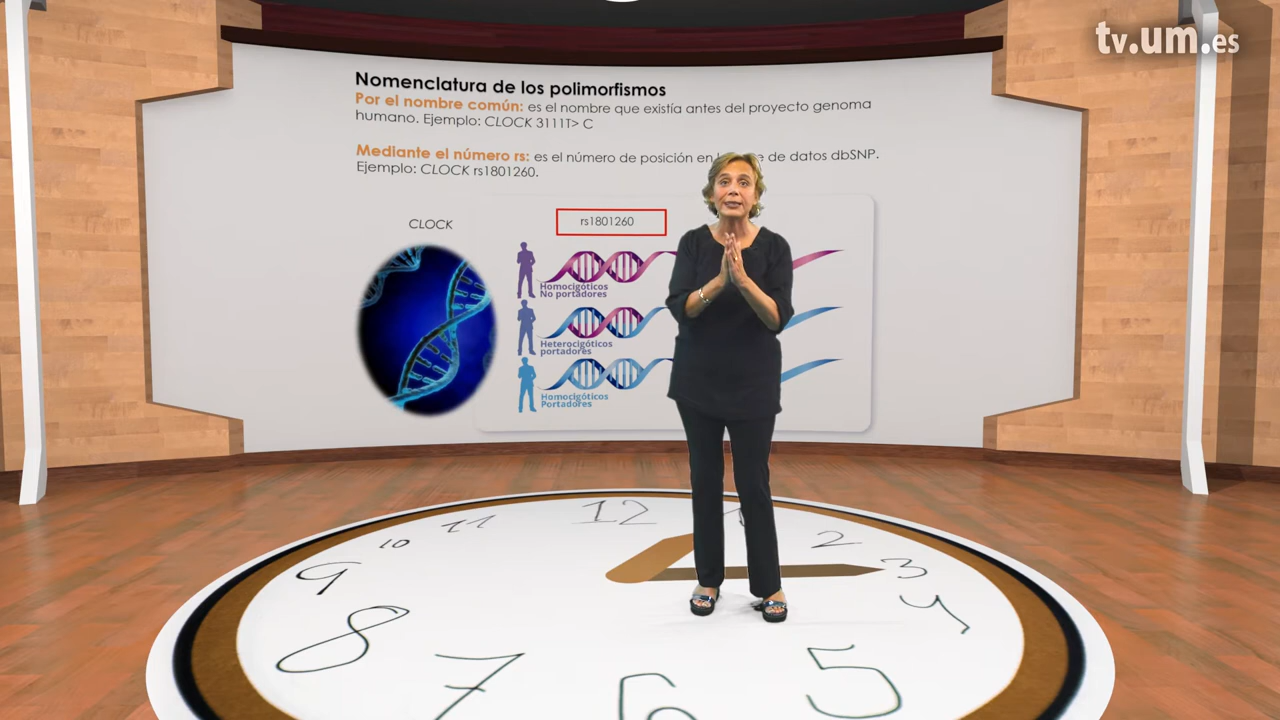 tv.um.es
Nomenclatura de los polimorfismos
Por el nombre común: es el nombre que existía antes del proyecto genoma
humano. Ejemplo: CLOCK 3111T> C
Mediante el número rs: es el número de posición en de datos dbSNP.
Ejemplo: CLOCK rs1801260.
CLOCK
rs1801260
Homocigóticos
No portadores
Heterocigóticos
portadores
Homocigóticos
Portadores
12
11
10
9
8
7
6
5
4
3
2